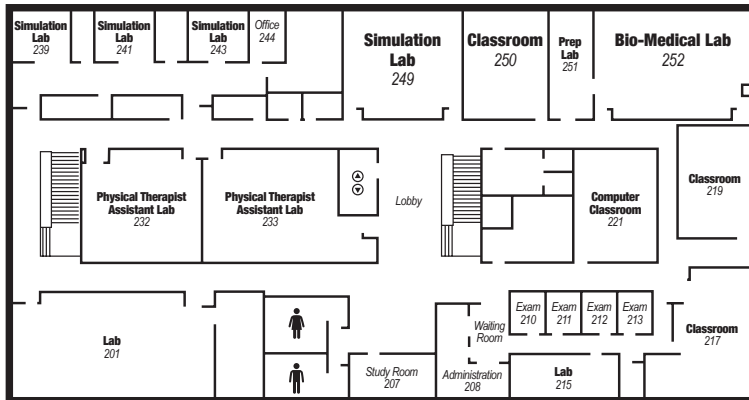 Simulation
Lab
239
Simulation
Lab
241
Simulation
Lab
243
Office
244
Simulation
Lab
249
Classroom
250
Prep
Lab
251
Bio-Medical Lab
252
Physical Therapist
Assistant Lab
232
Physical Therapist
Assistant Lab
233
Lobby
Computer
Classroom
221
Classroom
219
Lab
201
Study Room
207
Waiting
Room
Administration
208
Exam
210
Exam
211
Exam
212
Exam
213
Lab
215
Classroom
217